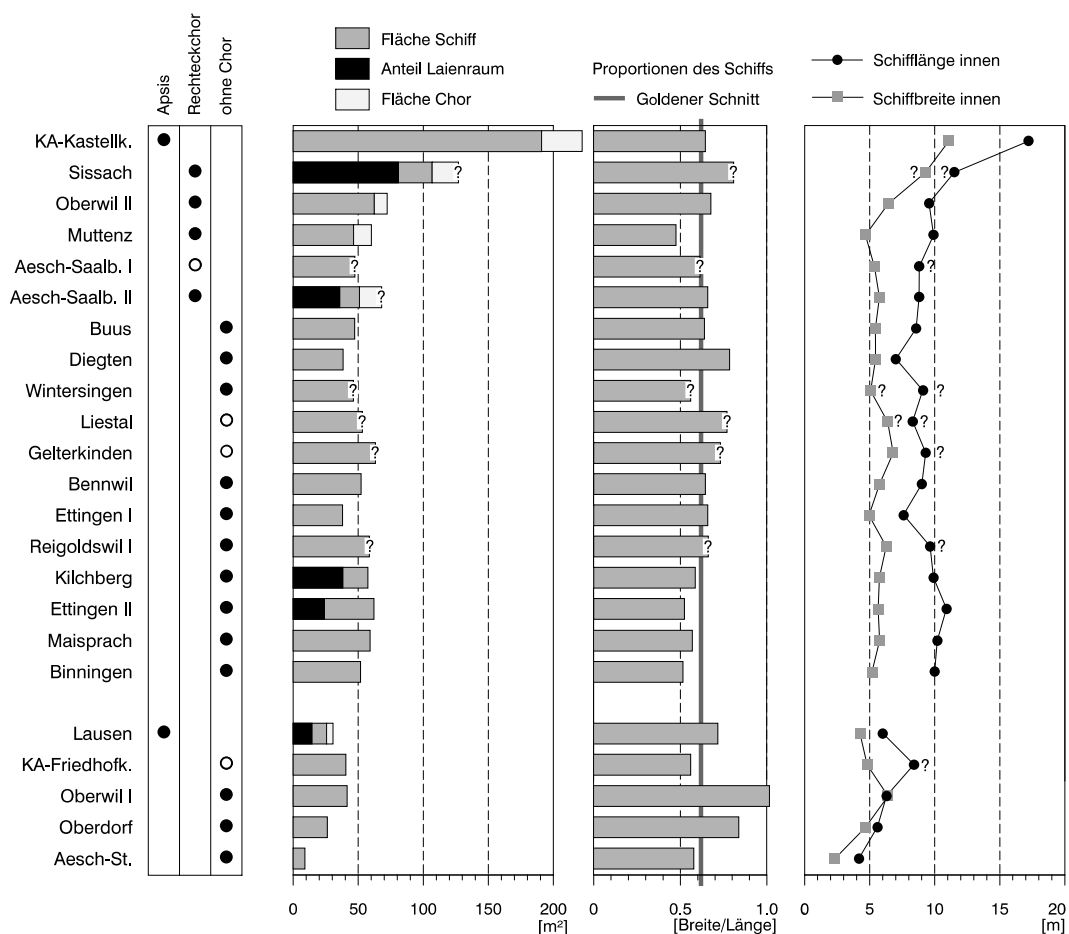 Apsis
Rechteckchor
ohne Chor
Fläche Schiff
Anteil Laienraum
Fläche Chor
Proportionen des Schiffs
Goldener Schnitt
Schifflänge innen
Schiffbreite innen
KA-Kastellk.
Sissach ? ? ? ?
Oberwil II
Muttenz
Aesch-Saalb. I ? ? ?
Aesch-Saalb. II ?
Buus
Diegten
Wintersingen ? ? ? ?
Liestal ? ? ? ?
Gelterkinden ? ? ?
Bennwil
Ettingen I
Reigoldswil I ? ? ?
Kilchberg
Ettingen II
Maisprach
Binningen
Lausen
KA-Friedhofk. ?
Oberwil I
Oberdorf
Aesch-St.
0 50 100 150 200
[m²]
0 0.5 1.0
[Breite/Länge]
0 5 10 15 20
[m]